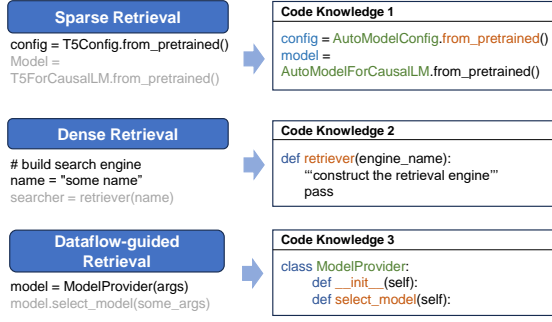 Sparse Retrieval
config = T5Config.from_pretrained()
Model =
T5ForCausalLM.from_pretrained()
Code Knowledge 1
config = AutoModelConfig.from_pretrained()
model =
AutoModelForCausalLM.from_pretrained()
Dense Retrieval
# build search engine
name = "some name"
searcher = retriever(name)
Code Knowledge 2
def retriever(engine_name):
'''construct the retrieval engine'''
pass
Dataflow-guided
Retrieval
model = ModelProvider(args)
model.select_model(some_args)
Code Knowledge 3
class ModelProvider:
def __init__(self):
def select_model(self):